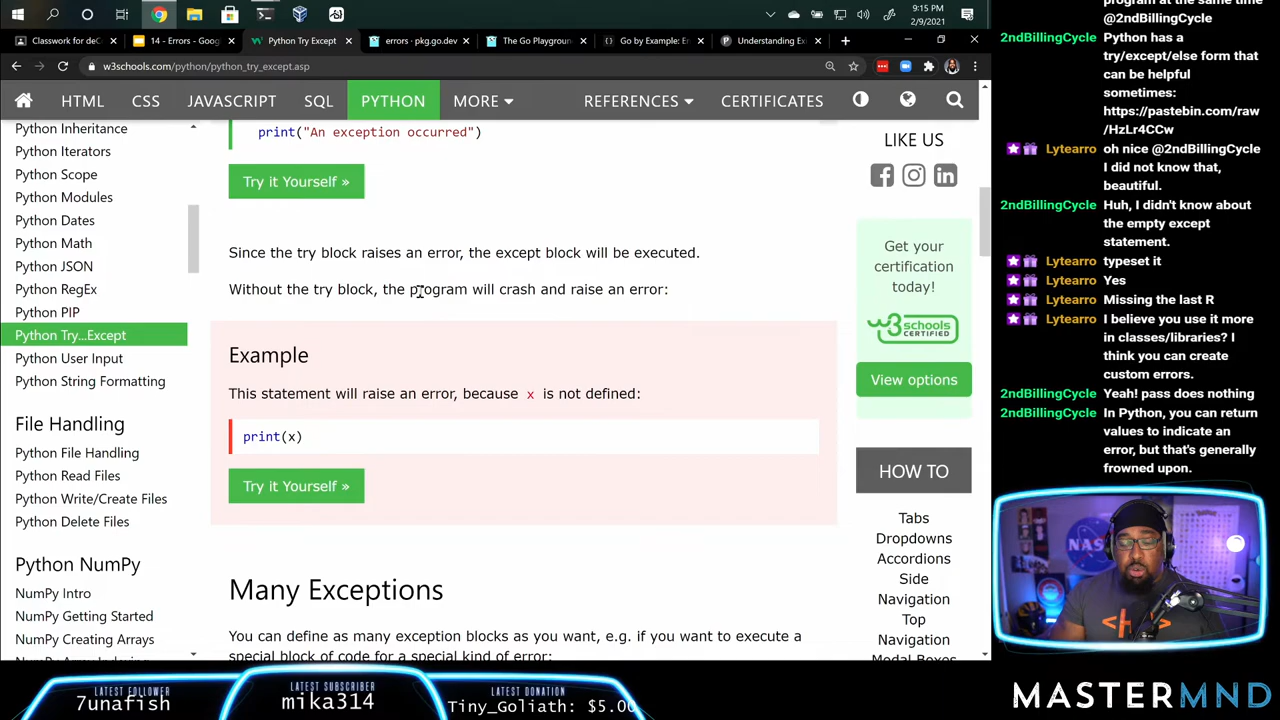 9:15 PM
2/9/2021
Classwork for deC
14 - Errors - Goog
Python Try Except
errors - pkg.go.dev
The Go Playgroun
Go by Example: E
Understanding Ex
w3schools.com/python/python_try_except.asp
HTML
CSS
JAVASCRIPT
SQL
PYTHON
MORE
REFERENCES
CERTIFICATES
Python Inheritance
Python Iterators
Python Scope
Python Modules
Python Dates
Python Math
Python JSON
Python RegEx
Python PIP
Python Try...Except
Python User Input
Python String Formatting
File Handling
Python File Handling
Python Read Files
Python Write/Create Files
Python Delete Files
Python NumPy
NumPy Intro
NumPy Getting Started
NumPy Creating Arrays
print("An exception occurred")
Try it Yourself »
Since the try block raises an error, the except block will be executed.
Without the try block, the program will crash and raise an error:
Example
This statement will raise an error, because x is not defined:
print(x)
Try it Yourself »
Many Exceptions
You can define as many exception blocks as you want, e.g. if you want to execute a
special block of code for a special kind of error:
LIKE US
Get your
certification
today!
w3schools
CERTIFIED
View options
HOW TO
Tabs
Dropdowns
Accordions
Side
Navigation
Top
Navigation
Modal Boxes
program at the same time
@2ndBillingCycle
2ndBillingCycle Python has a
try/except/else form that
can be helpful
sometimes:
https://pastebin.com/raw
/HzLr4CCw
Lytearro oh nice @2ndBillingCycle
I did not know that,
beautiful.
2ndBillingCycle Huh, I didn't know about
the empty except
statement.
Lytearro typeset it
Lytearro Yes
Lytearro Missing the last R
Lytearro I believe you use it more
in classes/libraries? I
think you can create
custom errors.
2ndBillingCycle Yeah! pass does nothing
2ndBillingCycle In Python, you can return
values to indicate an
error, but that's generally
frowned upon.
NASA
LATEST FOLLOWER
7unafish
LATEST SUBSCRIBER
mika314
LATEST DONATION
Tiny_Goliath: $5.00
MASTERMND